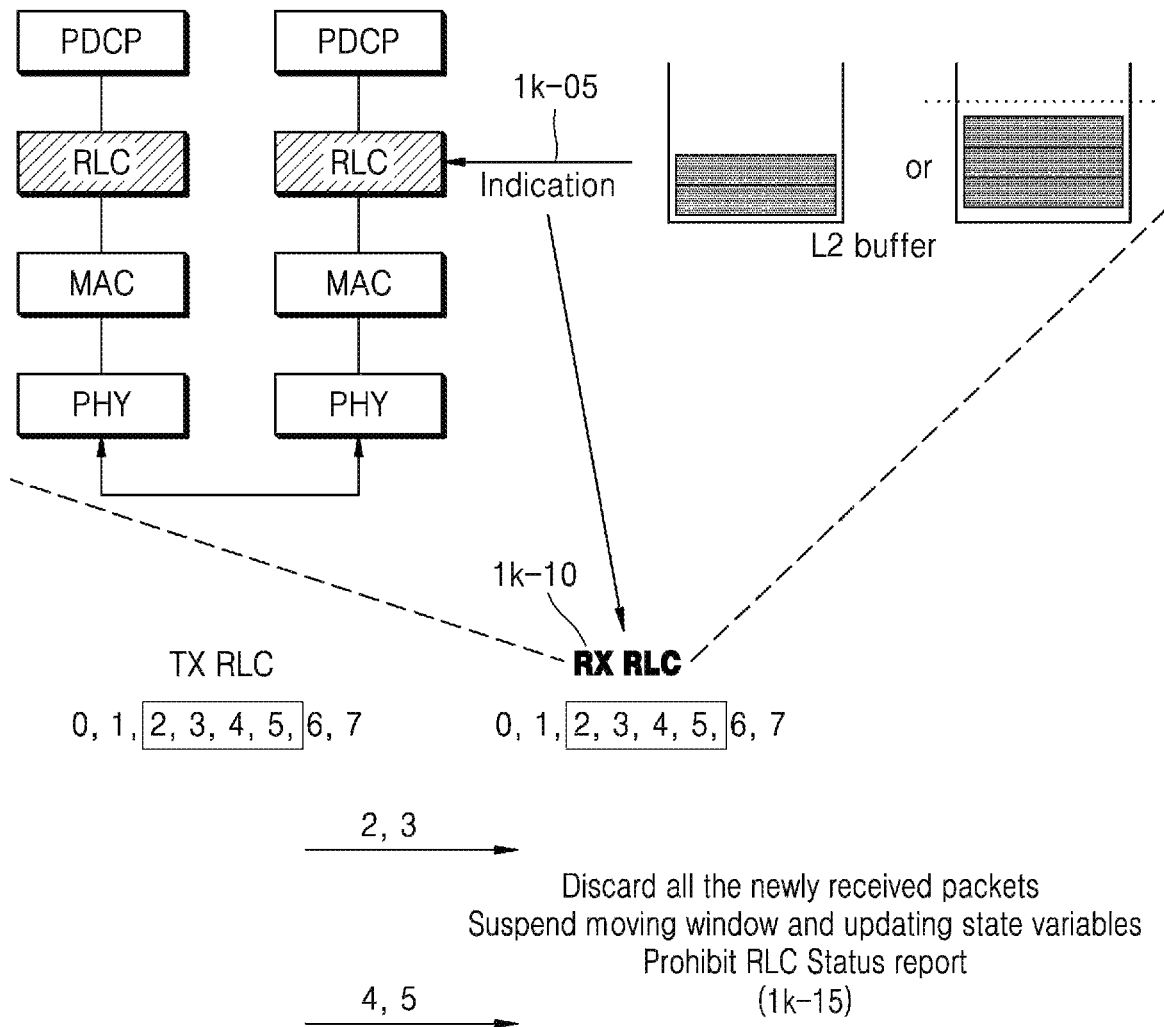 PDCP PDCP
1k-05
RLC RLC
Indication
or
MAC MAC
L2 buffer
PHY PHY
1k-10
TX RLC RX RLC
0, 1, 2, 3, 4, 5, 6, 7 0, 1, 2, 3, 4, 5, 6, 7
2, 3
Discard all the newly received packets
Suspend moving window and updating state variables
Prohibit RLC Status report
(1k-15)
4, 5